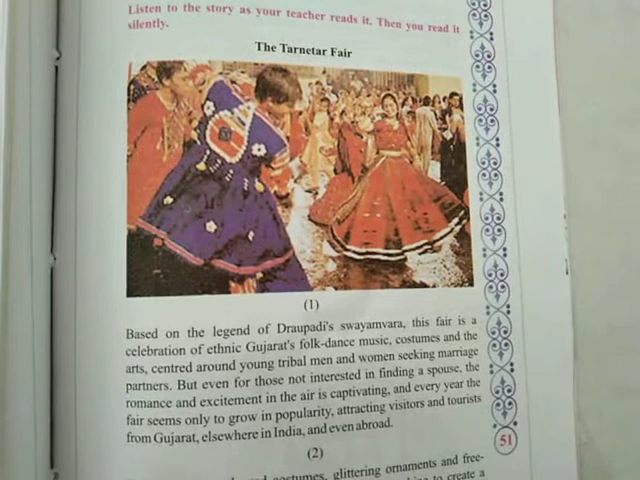 Listen to the story as your teacher reads it. Then you read it
silently.
The Tarnetar Fair
(1)
Based on the legend of Draupadi's swayamvara, this fair is a
celebration of ethnic Gujarat's folk-dance music, costumes and the
arts, centred around young tribal men and women seeking marriage
partners. But even for those not interested in finding a spouse, the
romance and excitement in the air is captivating, and every year the
fair seems only to grow in popularity, attracting visitors and tourists
from Gujarat, elsewhere in India, and even abroad.
51
(2)
costumes, glittering ornaments and free-
to create a